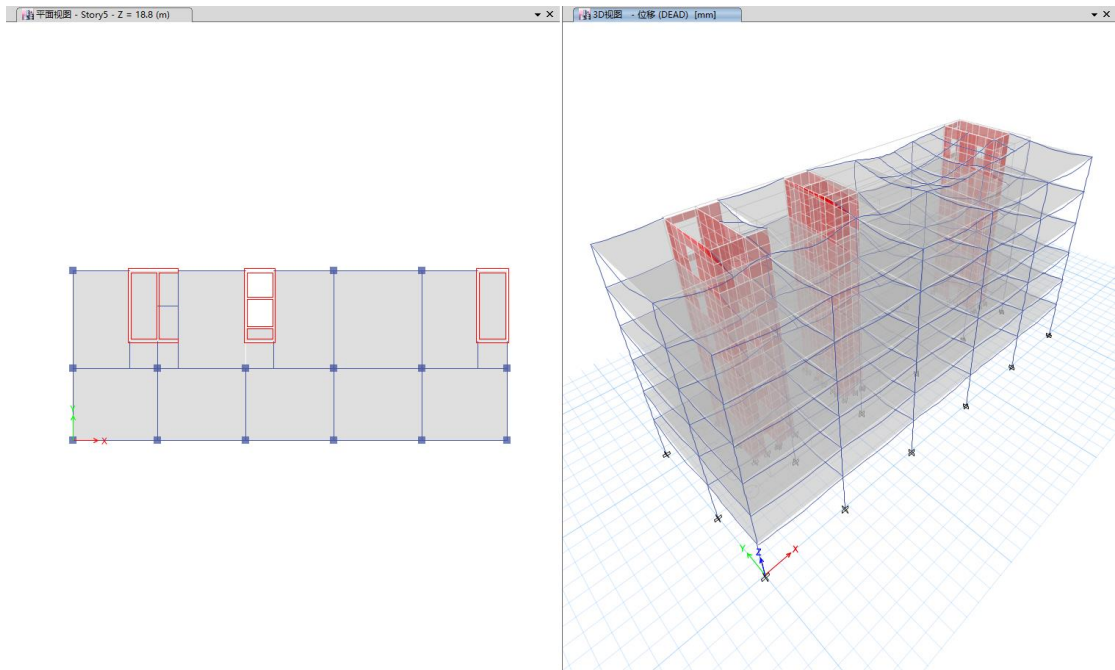 平面视图 - Story5 - Z = 18.8 (m)
3D视图 - 位移 (DEAD) [mm]
Y
X
Y
Z
X